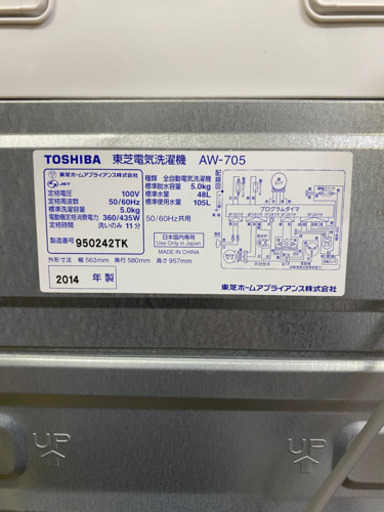 TOSHIBA 東芝電気洗濯機 AW-705
東芝ホームアプライアンス株式会社
JET
定格電圧 100V
定格周波数 50/60Hz
標準洗濯容量 5.0kg
電動機定格消費電力 360/435W
定格時間 洗いのみ 11分
種類 全自動電気洗濯機
標準脱水容量 5.0kg
標準水量 48L
標準使用水量 105L
50/60Hz共用
製造番号 950242TK
日本国内専用
Use Only in Japan
MADE IN CHINA
2014 年製
外形寸法 幅 563mm 奥行 580mm 高さ 957mm
配線図
プログラムタイマ
東芝ホームアプライアンス株式会社
UP
UP